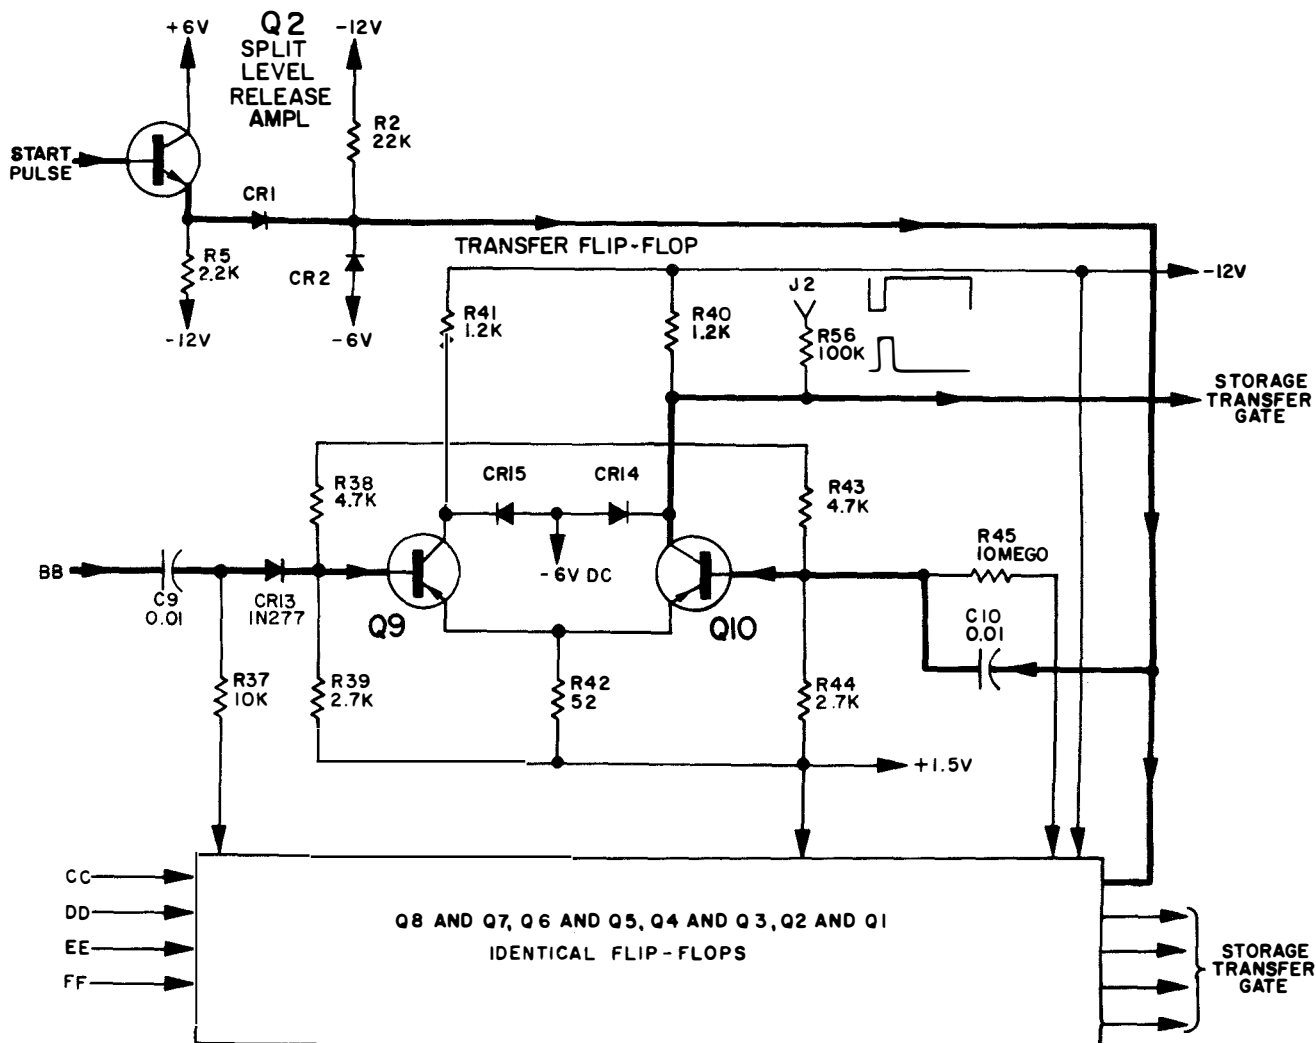 +6V
Q2
SPLIT
LEVEL
RELEASE
AMPL
-12V
R2
22K
START
PULSE
CR1
R5
2.2K
CR2
-12V
-6V
TRANSFER FLIP-FLOP
-12V
J2
R41
1.2K
R40
1.2K
R56
100K
STORAGE
TRANSFER
GATE
R38
4.7K
CR15
CR14
R43
4.7K
R45
10MEGO
BB
C9
0.01
CR13
1N277
-6V DC
Q9
Q10
C10
0.01
R37
10K
R39
2.7K
R42
52
R44
2.7K
+1.5V
CC
DD
EE
FF
Q8 AND Q7, Q6 AND Q5, Q4 AND Q3, Q2 AND Q1
IDENTICAL FLIP-FLOPS
STORAGE
TRANSFER
GATE